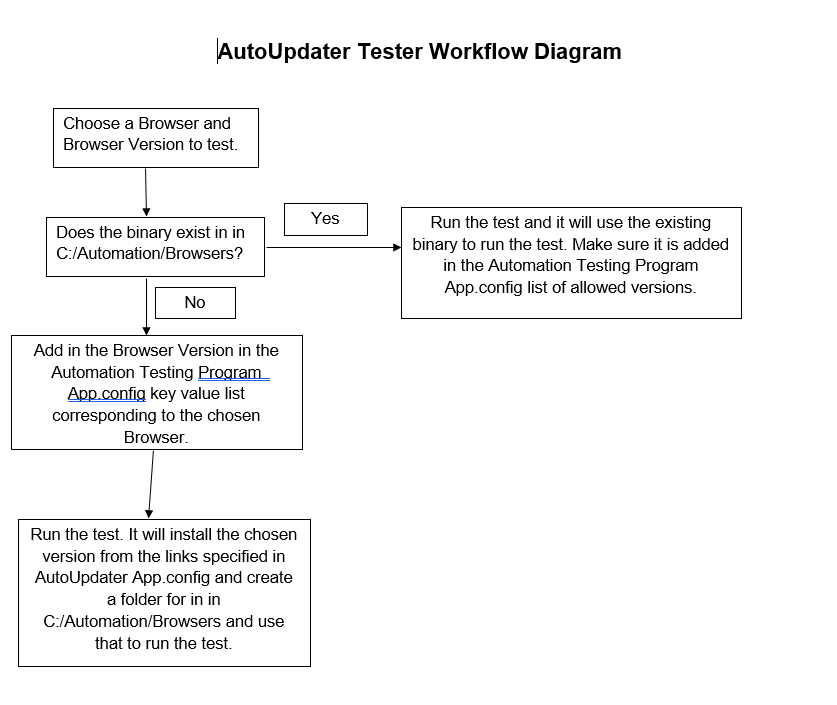 AutoUpdater Tester Workflow Diagram
Choose a Browser and
Browser Version to test.
Does the binary exist in in
C:/Automation/Browsers?
Yes
Run the test and it will use the existing
binary to run the test. Make sure it is added
in the Automation Testing Program
App.config list of allowed versions.
No
Add in the Browser Version in the
Automation Testing Program
App.config key value list
corresponding to the chosen
Browser.
Run the test. It will install the chosen
version from the links specified in
AutoUpdater App.config and create
a folder for in in
C:/Automation/Browsers and use
that to run the test.